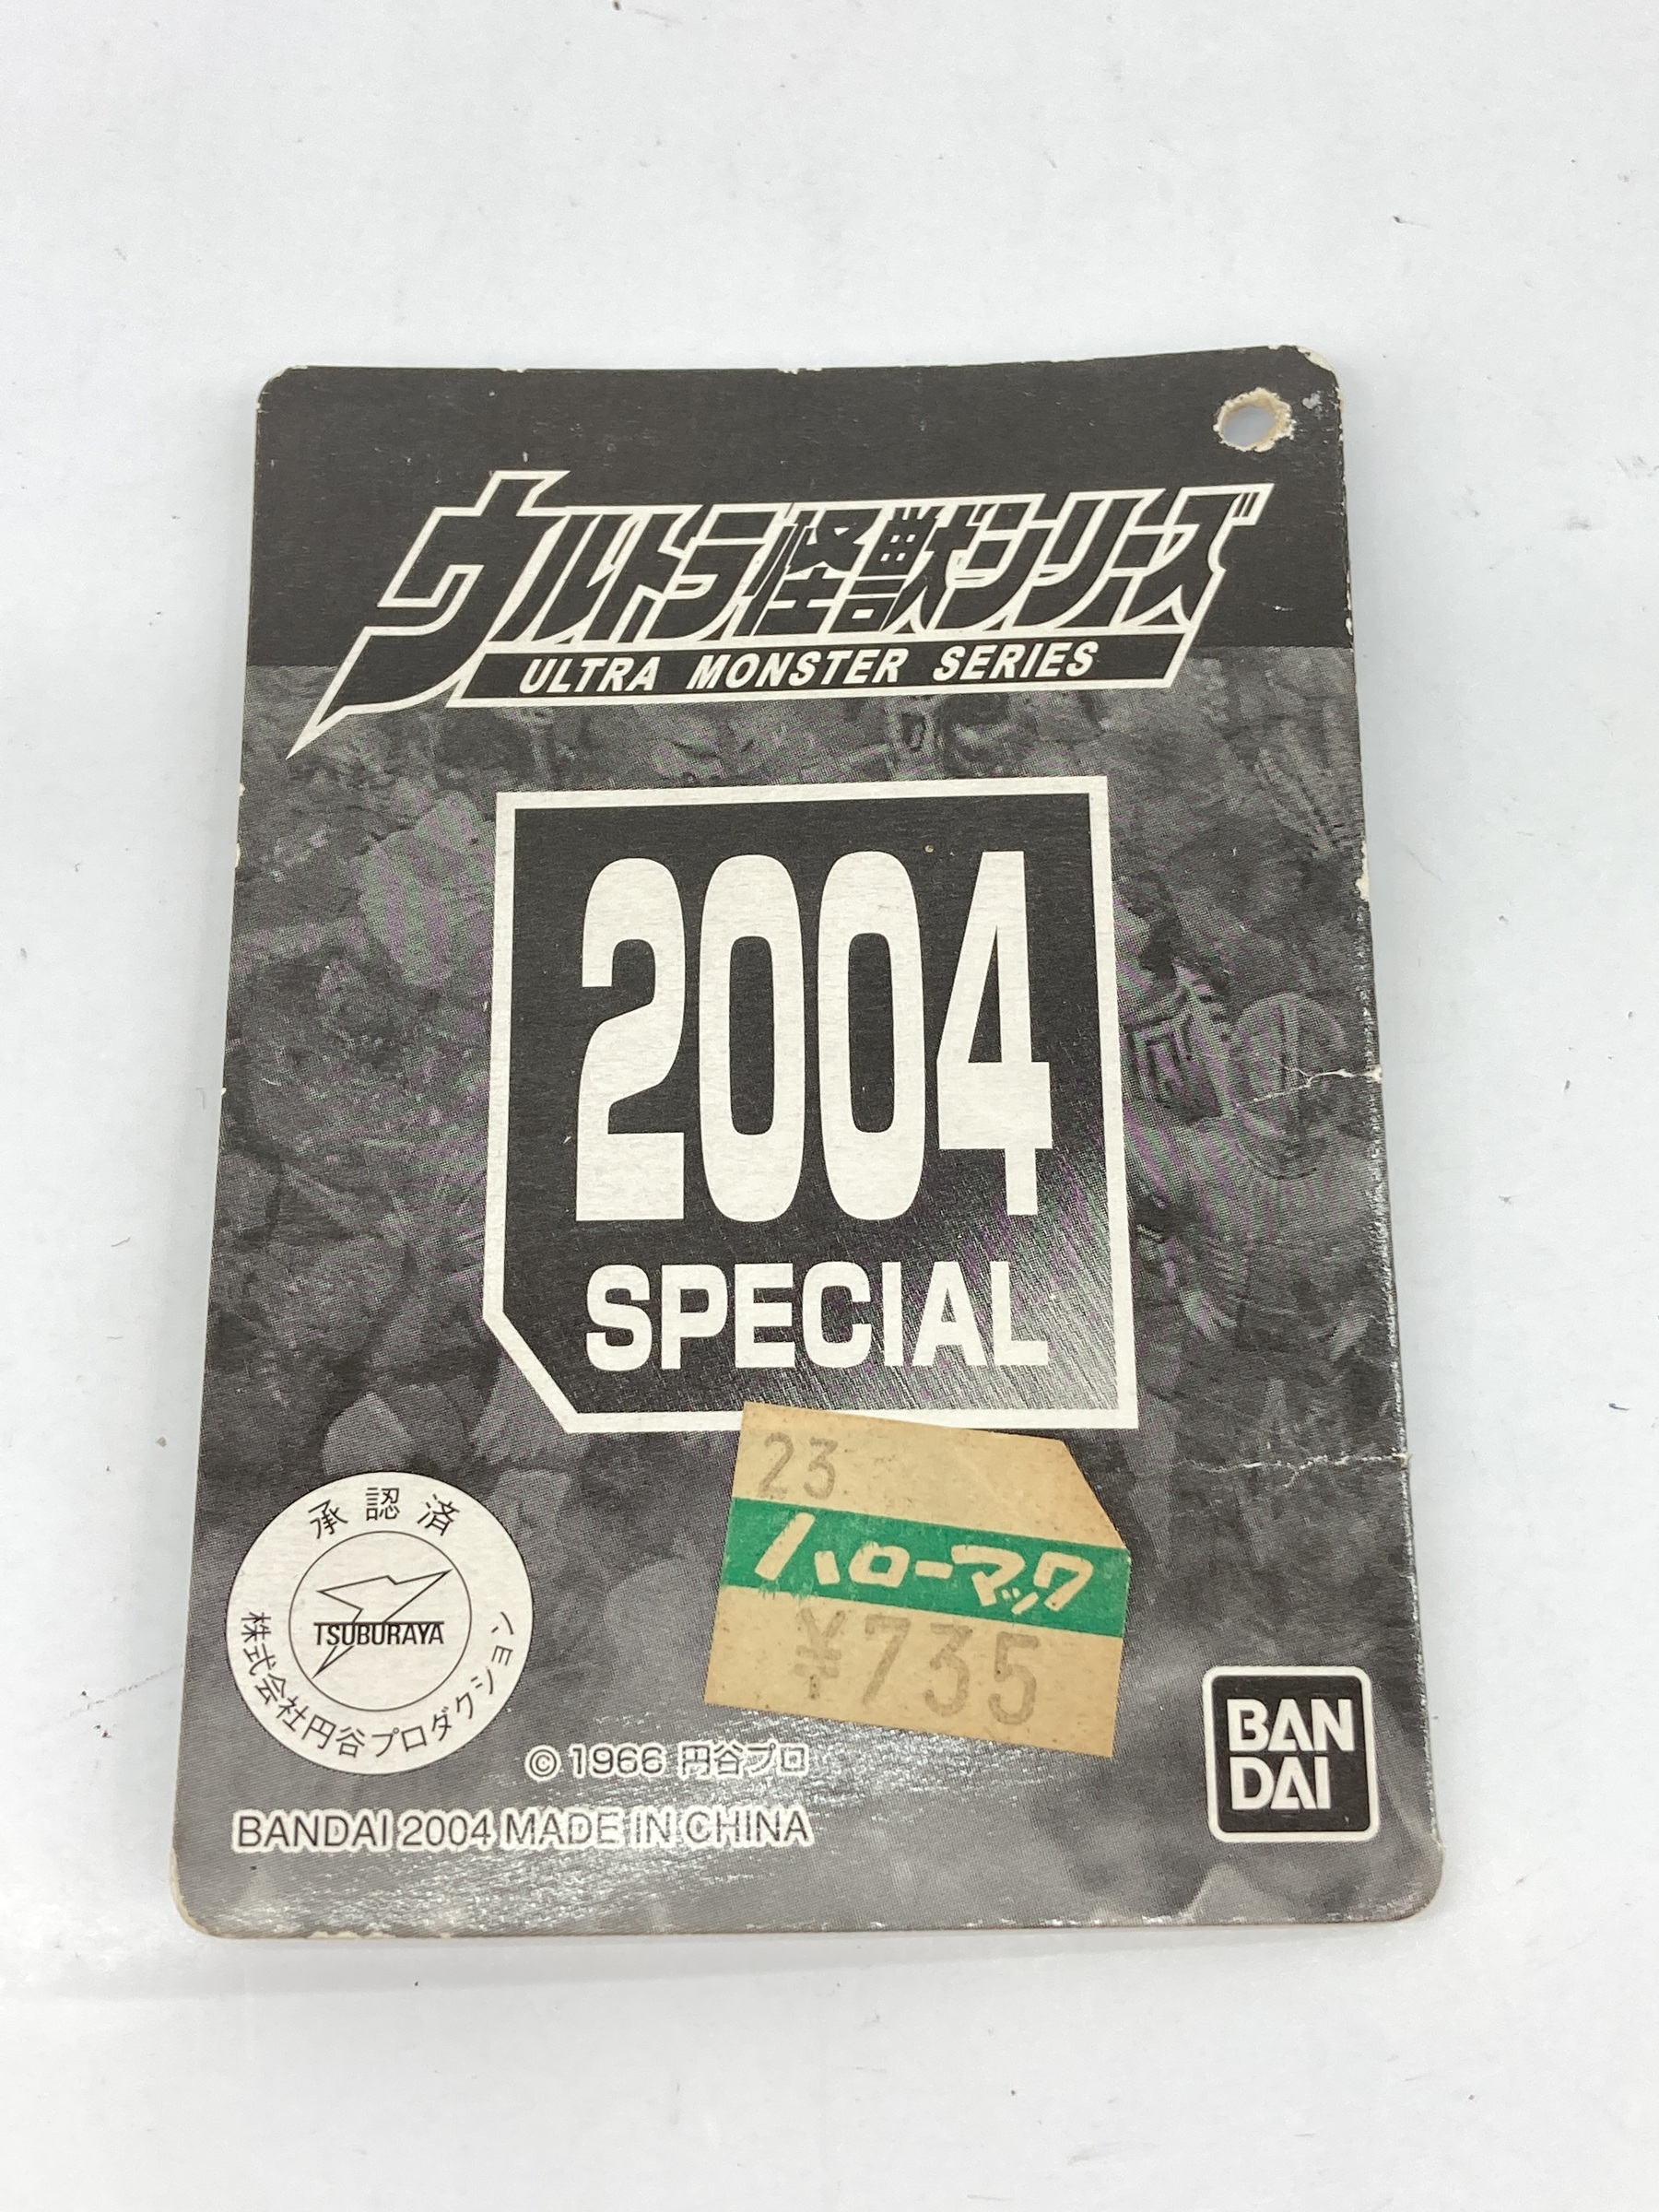 ウルトラ怪獣シリーズ
ULTRA MONSTER SERIES
2004
SPECIAL
23
ハローマック
¥735
承認済
TSUBURAYA
株式会社円谷プロダクション
© 1966 円谷プロ
BANDAI 2004 MADE IN CHINA
BAN
DAI